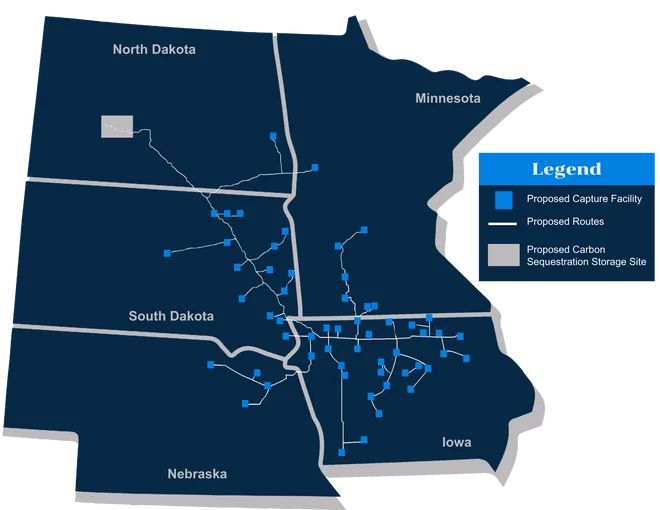 North Dakota
Minnesota
Legend
Proposed Capture Facility
Proposed Routes
Proposed Carbon
Sequestration Storage Site
South Dakota
Iowa
Nebraska